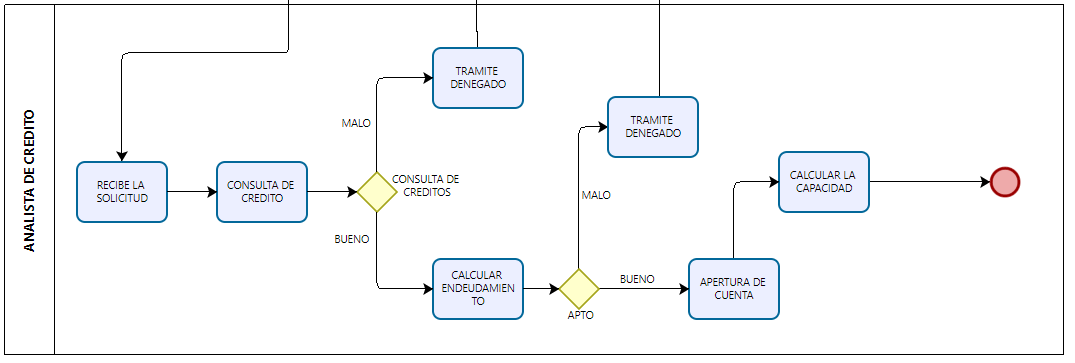 ANALISTA DE CREDITO
RECIBE LA
SOLICITUD
CONSULTA DE
CREDITO
CONSULTA DE
CREDITOS
MALO
TRAMITE
DENEGADO
BUENO
CALCULAR
ENDEUDAMIEN
TO
APTO
MALO
TRAMITE
DENEGADO
BUENO
APERTURA DE
CUENTA
CALCULAR LA
CAPACIDAD